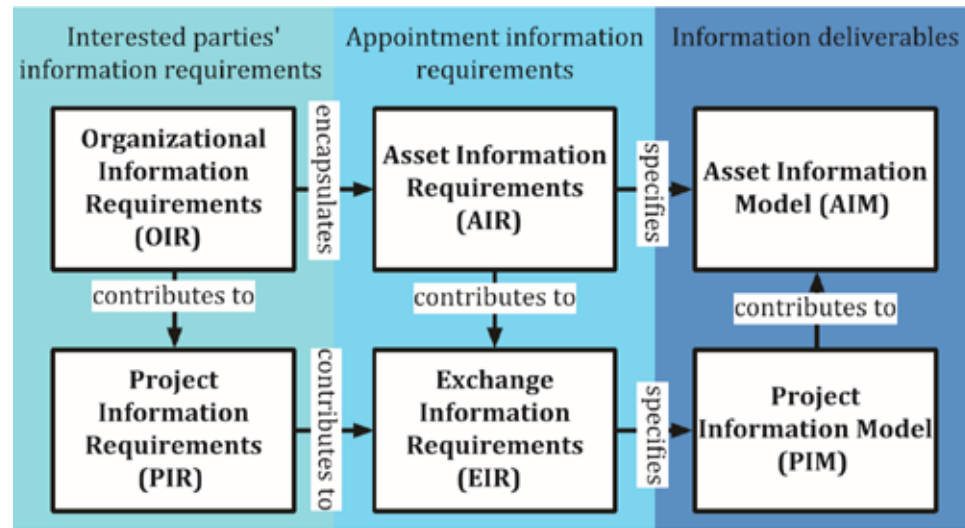 Interested parties'
information requirements
Appointment information
requirements
Information deliverables
Organizational
Information
Requirements
(OIR)
encapsulates
Asset Information
Requirements
(AIR)
specifies
Asset Information
Model (AIM)
contributes to
contributes to
contributes to
Project
Information
Requirements
(PIR)
contributes to
Exchange
Information
Requirements
(EIR)
specifies
Project
Information Model
(PIM)